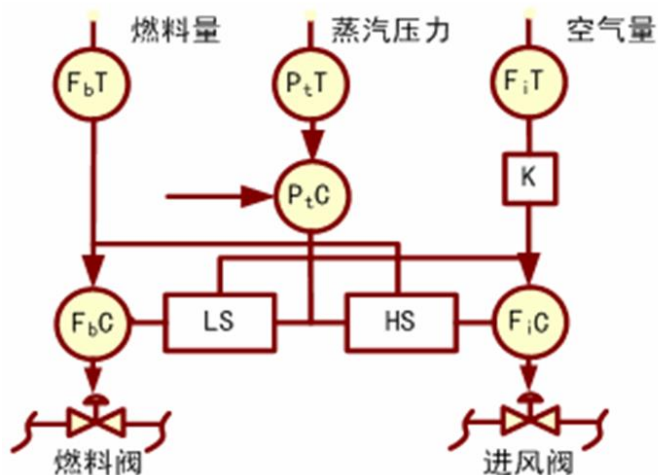 燃料量 蒸汽压力 空气量
FbT PtT FiT
K
PtC
FbC LS HS FiC
燃料阀 进风阀